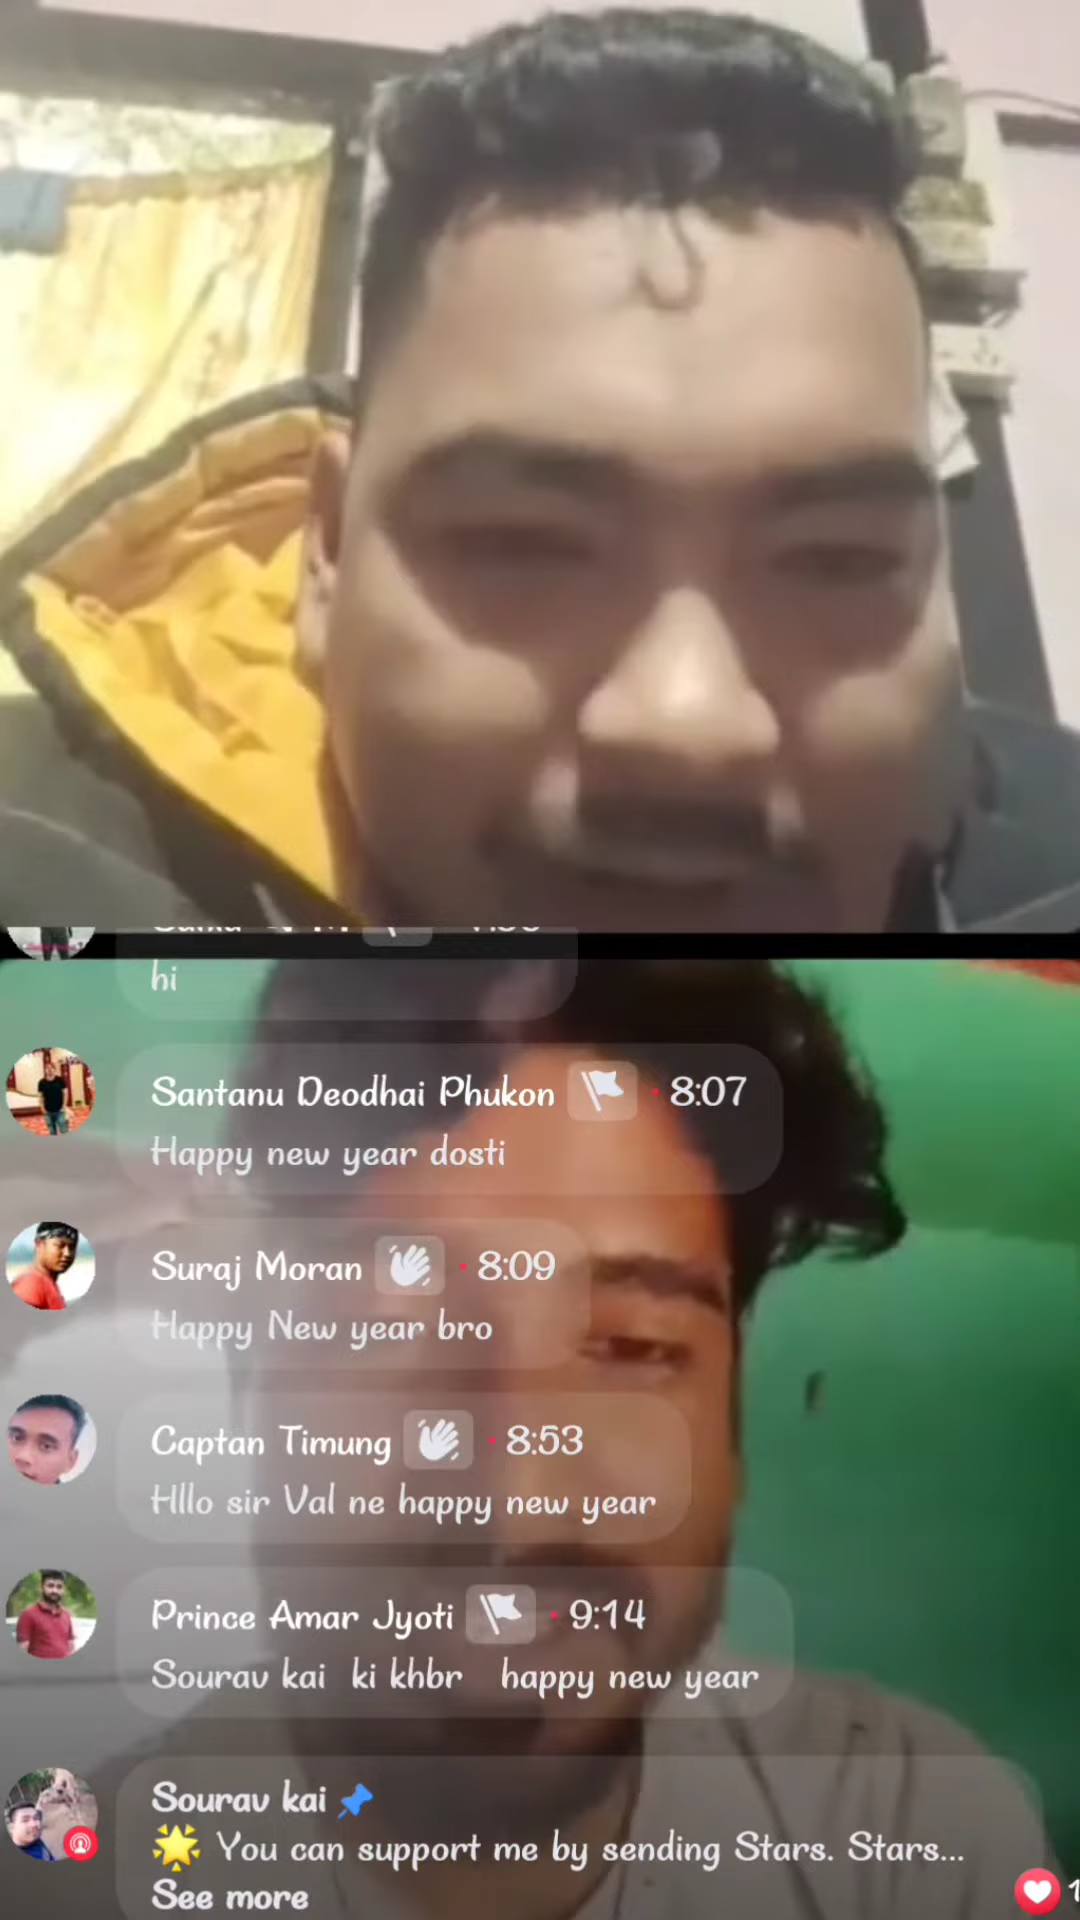 hi
Santanu Deodhai Phukon 8:07
Happy new year dosti
Suraj Moran 8:09
Happy New year bro
Captan Timung 8:53
Hllo sir Val ne happy new year
Prince Amar Jyoti 9:14
Sourav kai ki khbr happy new year
Sourav kai
You can support me by sending Stars. Stars...
See more
1